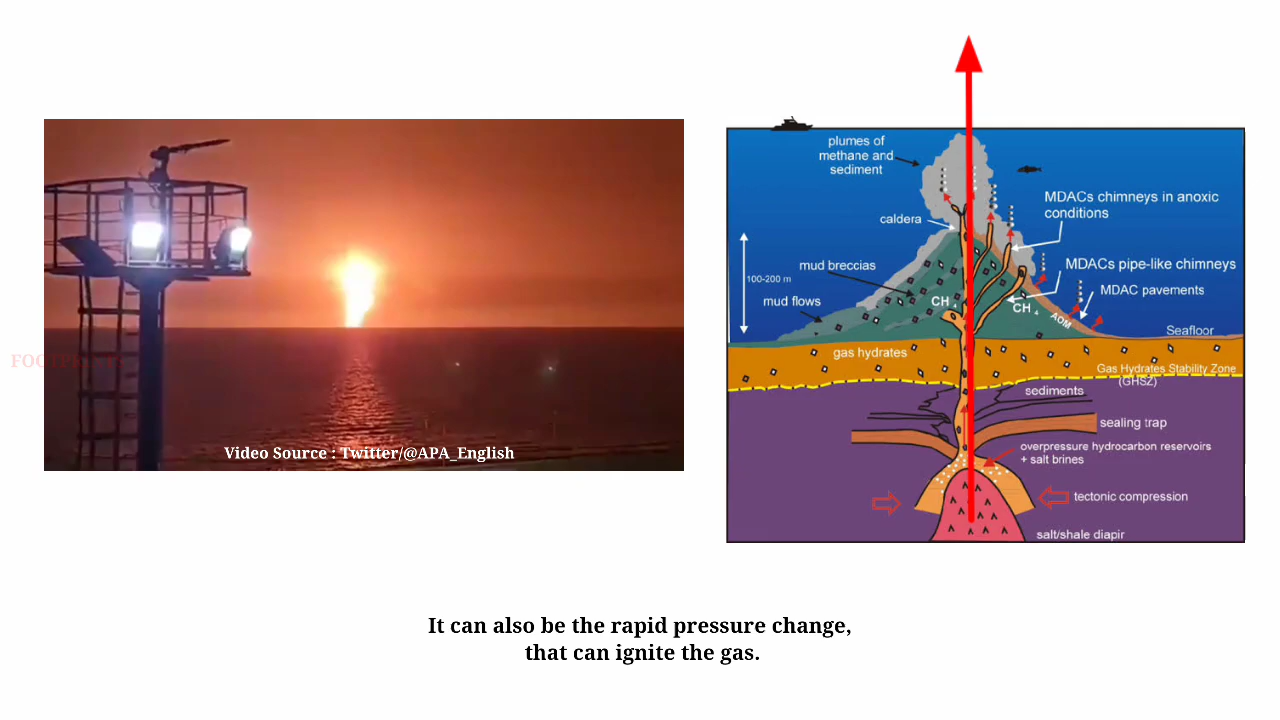 FOOTPRINTS
Video Source : Twitter/@APA_English
plumes of
methane and
sediment
caldera
MDACs chimneys in anoxic
conditions
mud breccias
MDACs pipe-like chimneys
100-200 m
MDAC pavements
mud flows
CH4
CH4
AOM
Seafloor
gas hydrates
Gas Hydrates Stability Zone
(GHSZ)
sediments
sealing trap
overpressure hydrocarbon reservoirs
+ salt brines
tectonic compression
salt/shale diapir
It can also be the rapid pressure change,
that can ignite the gas.